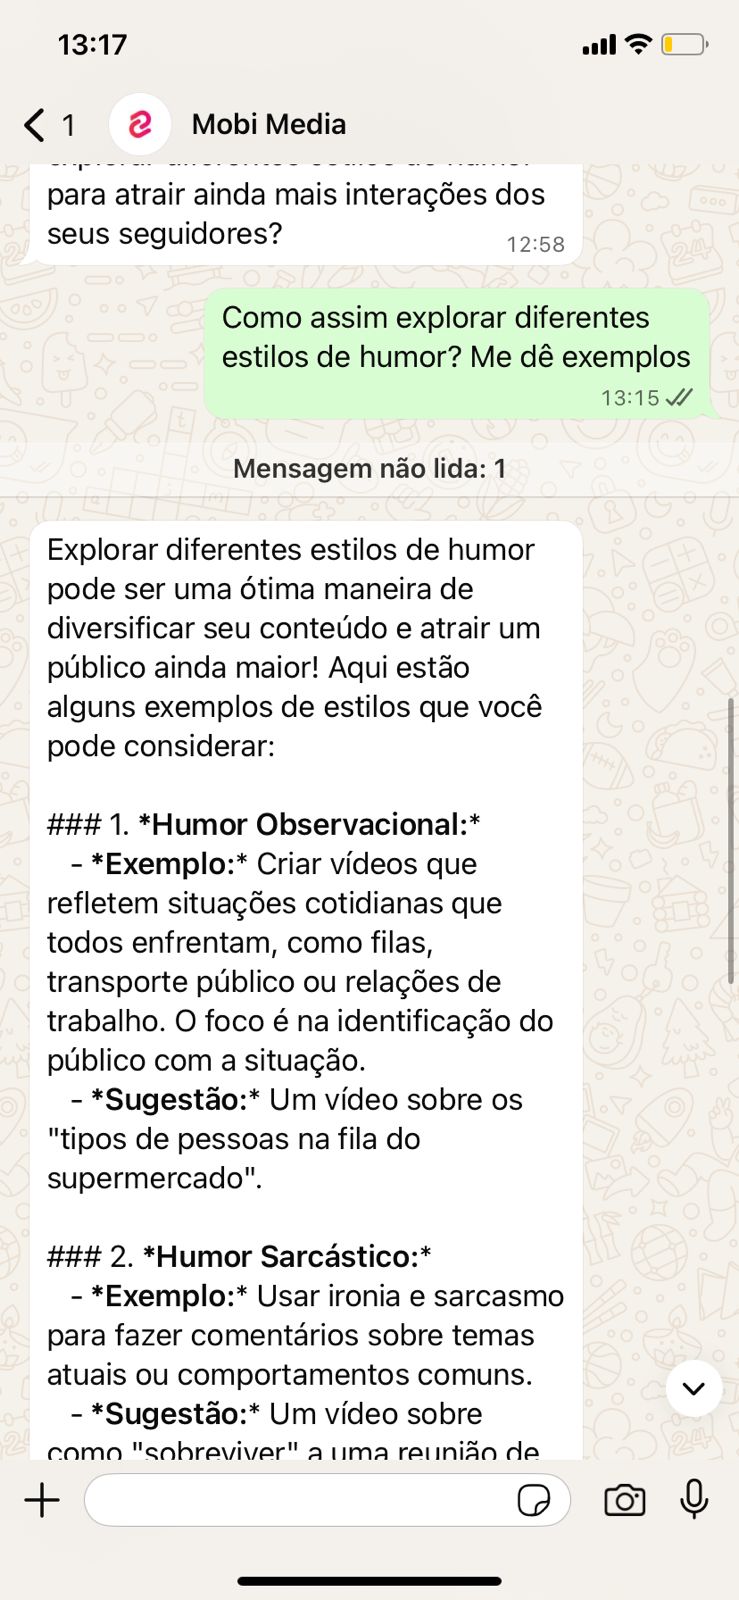 13:17
1
Mobi Media
para atrair ainda mais interações dos
seus seguidores?
12:58
Como assim explorar diferentes
estilos de humor? Me dê exemplos
13:15
Mensagem não lida: 1
Explorar diferentes estilos de humor
pode ser uma ótima maneira de
diversificar seu conteúdo e atrair um
público ainda maior! Aqui estão
alguns exemplos de estilos que você
pode considerar:
### 1. *Humor Observacional:*
- *Exemplo:* Criar vídeos que
refletem situações cotidianas que
todos enfrentam, como filas,
transporte público ou relações de
trabalho. O foco é na identificação do
público com a situação.
- *Sugestão:* Um vídeo sobre os
"tipos de pessoas na fila do
supermercado".
### 2. *Humor Sarcástico:*
- *Exemplo:* Usar ironia e sarcasmo
para fazer comentários sobre temas
atuais ou comportamentos comuns.
- *Sugestão:* Um vídeo sobre
como "sobreviver" a uma reunião de